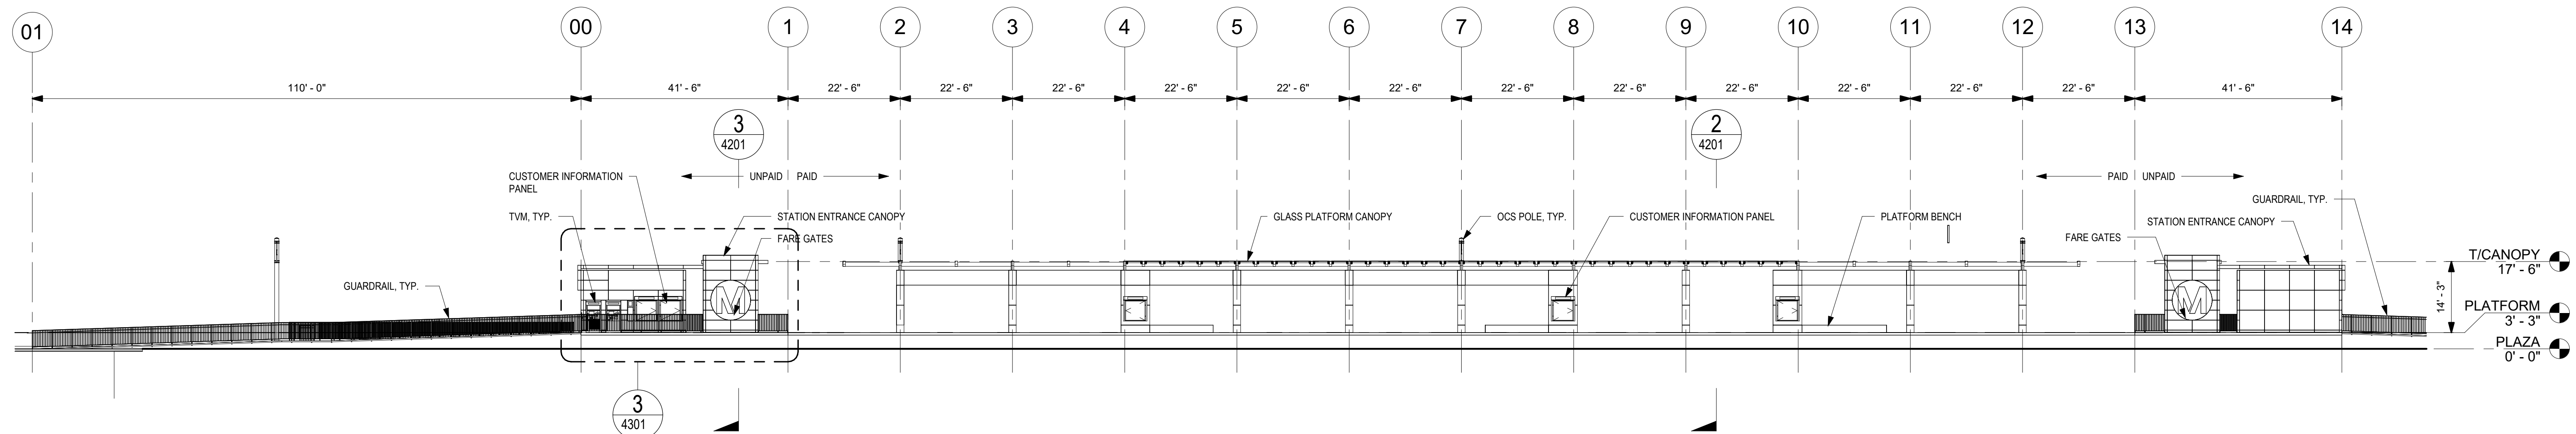 01
00
1
2
3
4
5
6
7
8
9
10
11
12
13
14
110' - 0"
41' - 6"
22' - 6"
22' - 6"
22' - 6"
22' - 6"
22' - 6"
22' - 6"
22' - 6"
22' - 6"
22' - 6"
22' - 6"
22' - 6"
22' - 6"
41' - 6"
3
4201
2
4201
CUSTOMER INFORMATION
PANEL
UNPAID PAID
PAID UNPAID
TVM, TYP.
STATION ENTRANCE CANOPY
FARE GATES
GLASS PLATFORM CANOPY
OCS POLE, TYP.
CUSTOMER INFORMATION PANEL
PLATFORM BENCH
GUARDRAIL, TYP.
STATION ENTRANCE CANOPY
FARE GATES
GUARDRAIL, TYP.
M
M
T/CANOPY
17' - 6"
14' - 3"
PLATFORM
3' - 3"
PLAZA
0' - 0"
3
4301